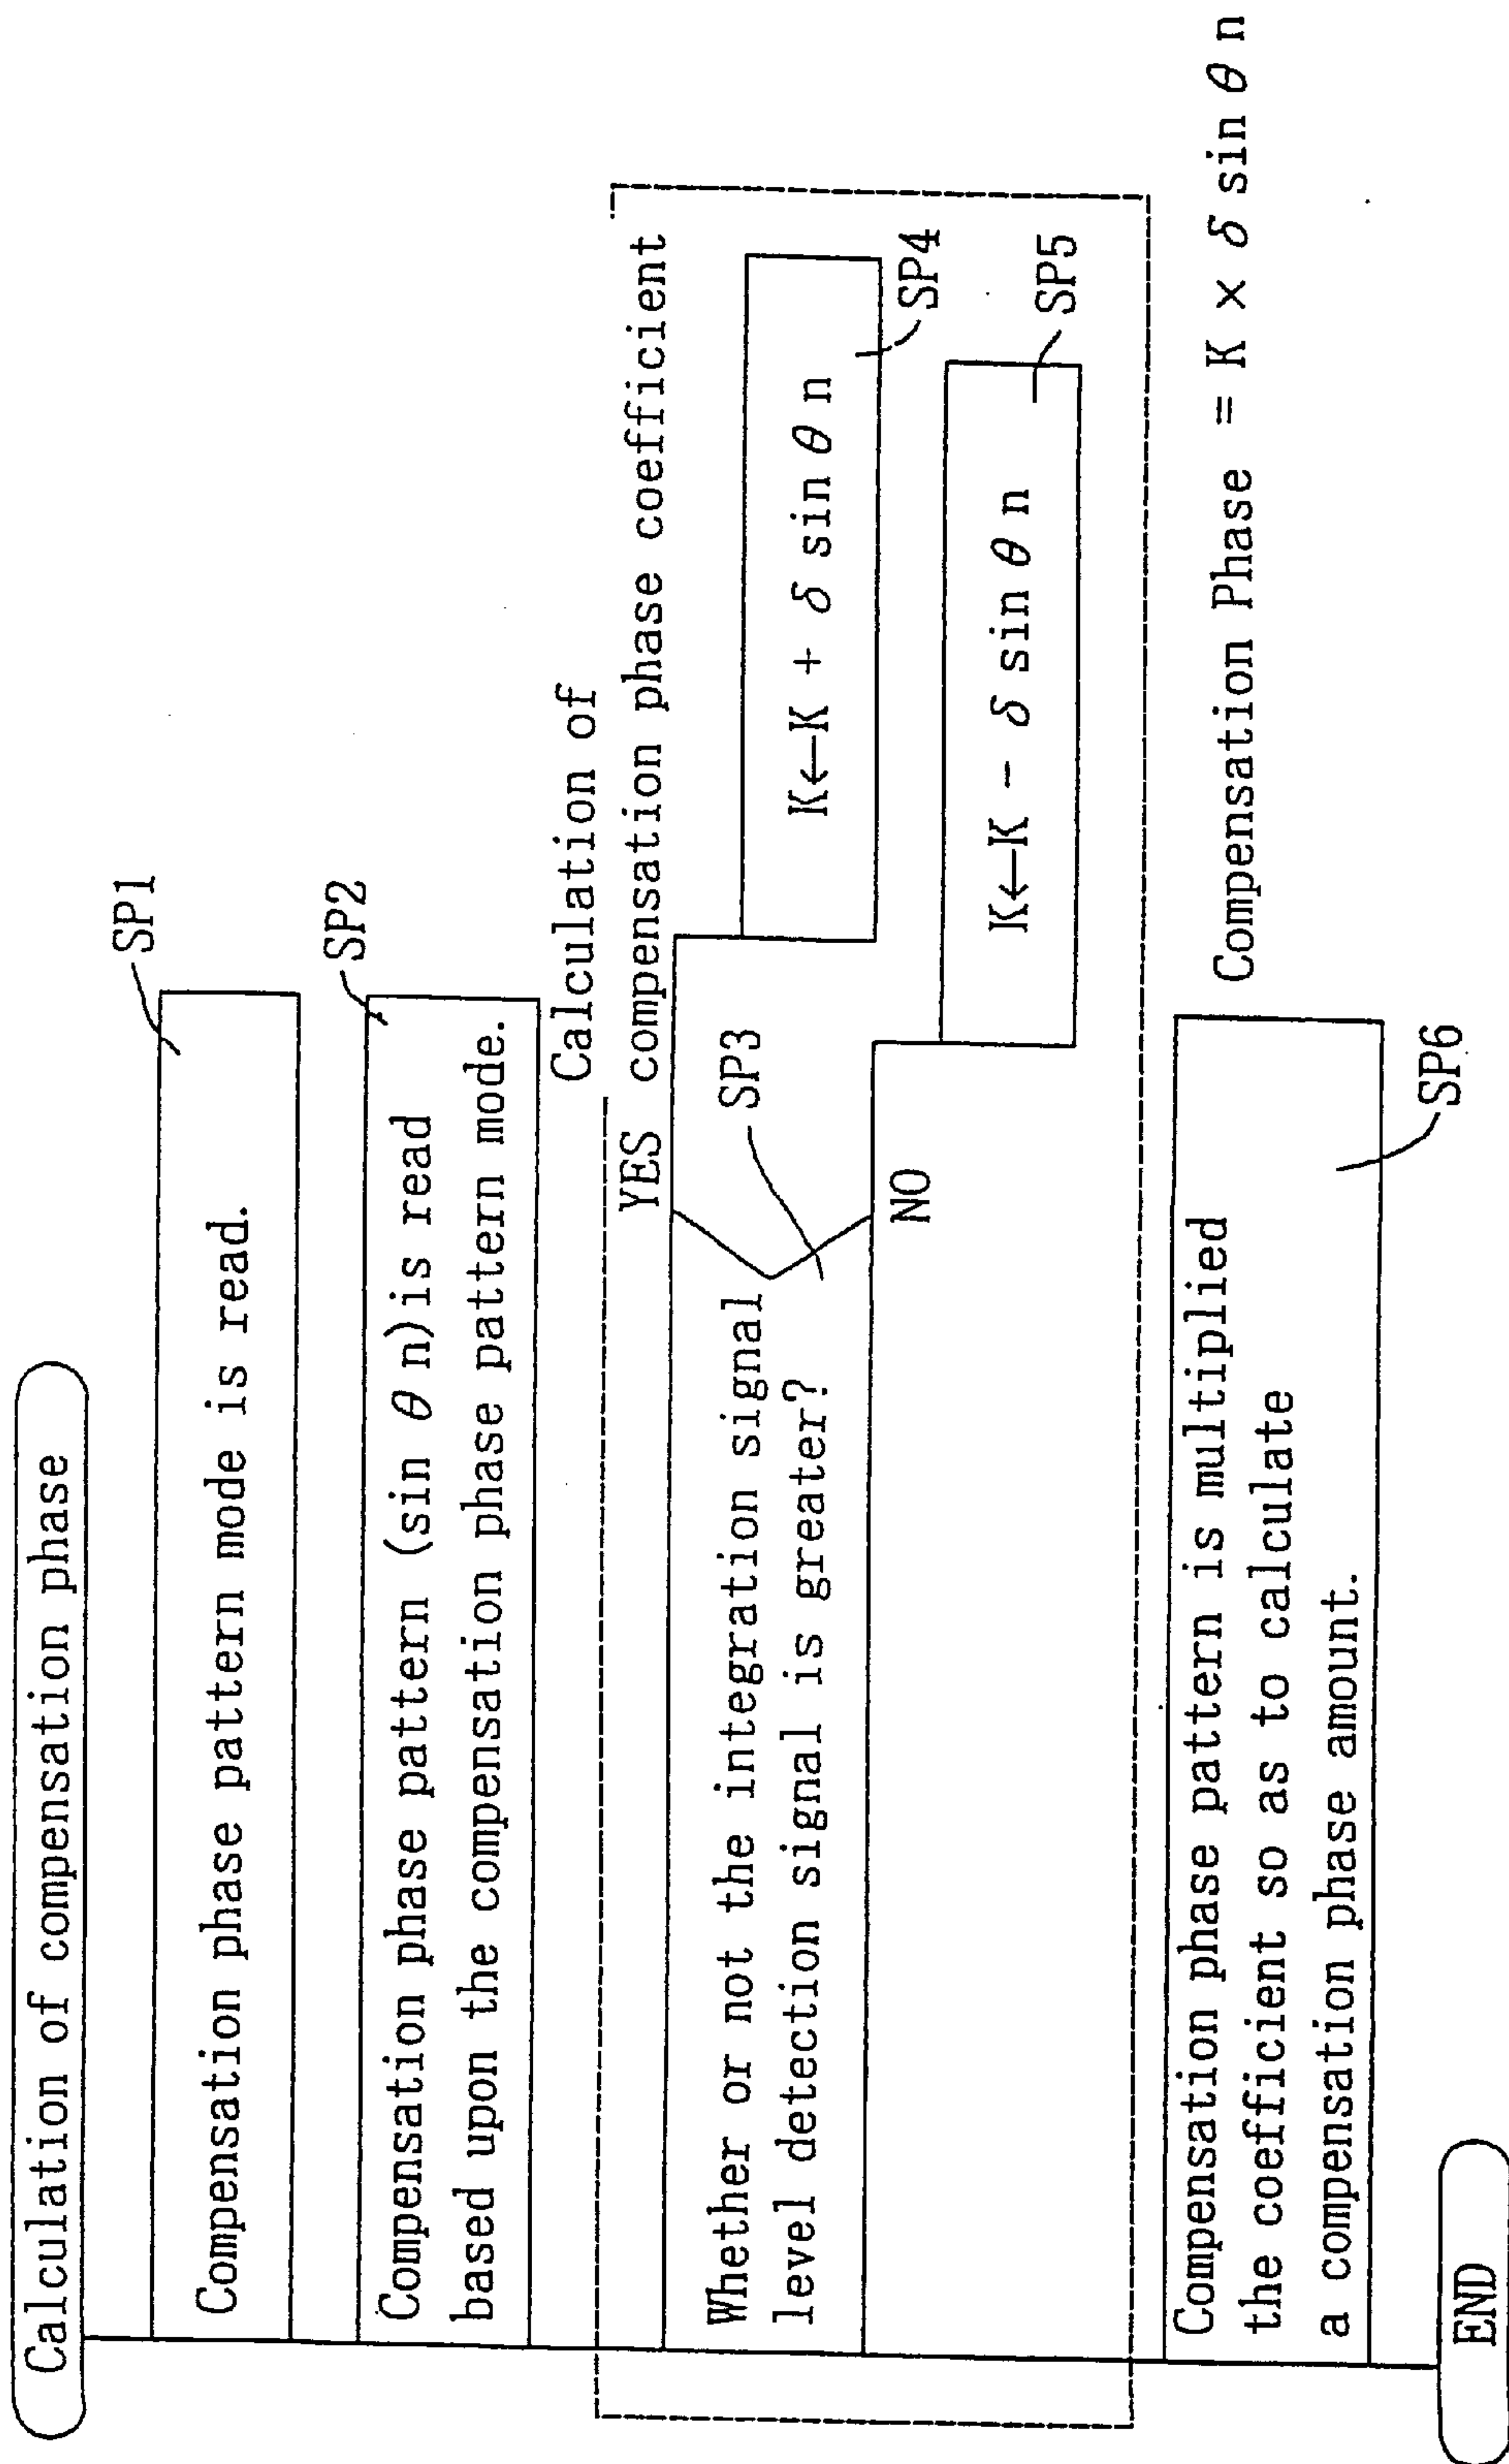 Calculation of compensation phase
SP1
Compensation phase pattern mode is read.
SP2
Compensation phase pattern (sin θ n)is read
based upon the compensation phase pattern mode.
Calculation of
compensation phase coefficient
YES
SP3
Whether or not the integration signal
level detection signal is greater?
NO
K←K + δ sin θ n
SP4
K←K - δ sin θ n
SP5
Compensation phase pattern is multiplied
the coefficient so as to calculate
a compensation phase amount.
SP6
Compensation Phase = K × δ sin θ n
END